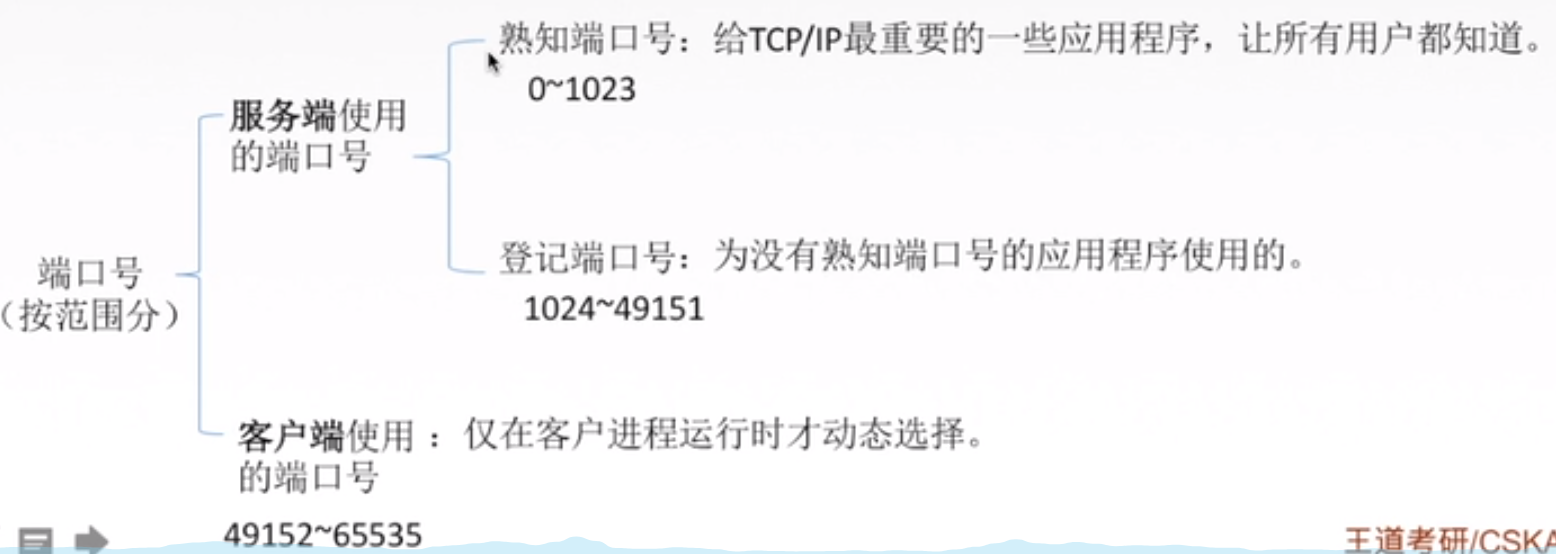 熟知端口号：给TCP/IP最重要的一些应用程序，让所有用户都知道。
0~1023
服务端使用
的端口号
登记端口号：为没有熟知端口号的应用程序使用的。
1024~49151
端口号
（按范围分）
客户端使用：仅在客户进程运行时才动态选择。
的端口号
49152~65535
王道考研/CSKA